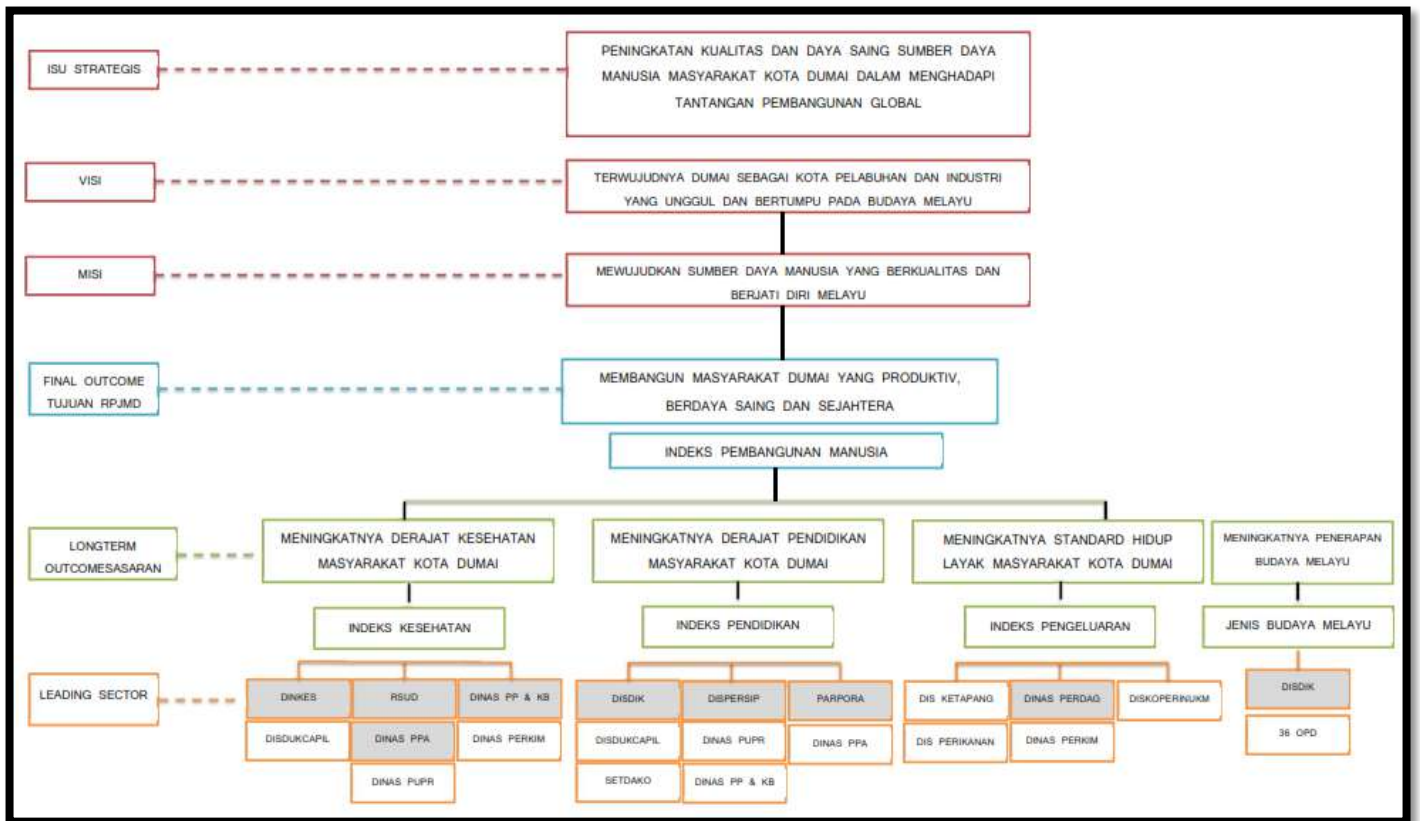 ISU STRATEGIS
PENINGKATAN KUALITAS DAN DAYA SAING SUMBER DAYA
MANUSIA MASYARAKAT KOTA DUMAI DALAM MENGHADAPI
TANTANGAN PEMBANGUNAN GLOBAL
VISI
TERWUJUDNYA DUMAI SEBAGAI KOTA PELABUHAN DAN INDUSTRI
YANG UNGGUL DAN BERTUMPU PADA BUDAYA MELAYU
MISI
MEWUJUDKAN SUMBER DAYA MANUSIA YANG BERKUALITAS DAN
BERJATI DIRI MELAYU
FINAL OUTCOME
TUJUAN RPJMD
MEMBANGUN MASYARAKAT DUMAI YANG PRODUKTIV,
BERDAYA SAING DAN SEJAHTERA
INDEKS PEMBANGUNAN MANUSIA
LONGTERM
OUTCOMESASARAN
MENINGKATNYA DERAJAT KESEHATAN
MASYARAKAT KOTA DUMAI
MENINGKATNYA DERAJAT PENDIDIKAN
MASYARAKAT KOTA DUMAI
MENINGKATNYA STANDARD HIDUP
LAYAK MASYARAKAT KOTA DUMAI
MENINGKATNYA PENERAPAN
BUDAYA MELAYU
INDEKS KESEHATAN
INDEKS PENDIDIKAN
INDEKS PENGELUARAN
JENIS BUDAYA MELAYU
LEADING SECTOR
DINKES
RSUD
DINAS PP & KB
DISDUKCAPIL
DINAS PPA
DINAS PERKIM
DINAS PUPR
DISDIK
DISPERSIP
PARPORA
DISDUKCAPIL
DINAS PUPR
DINAS PPA
SETDAKO
DINAS PP & KB
DIS KETAPANG
DINAS PERDAG
DISKOPERINUKM
DIS PERIKANAN
DINAS PERKIM
DISDIK
36 OPD